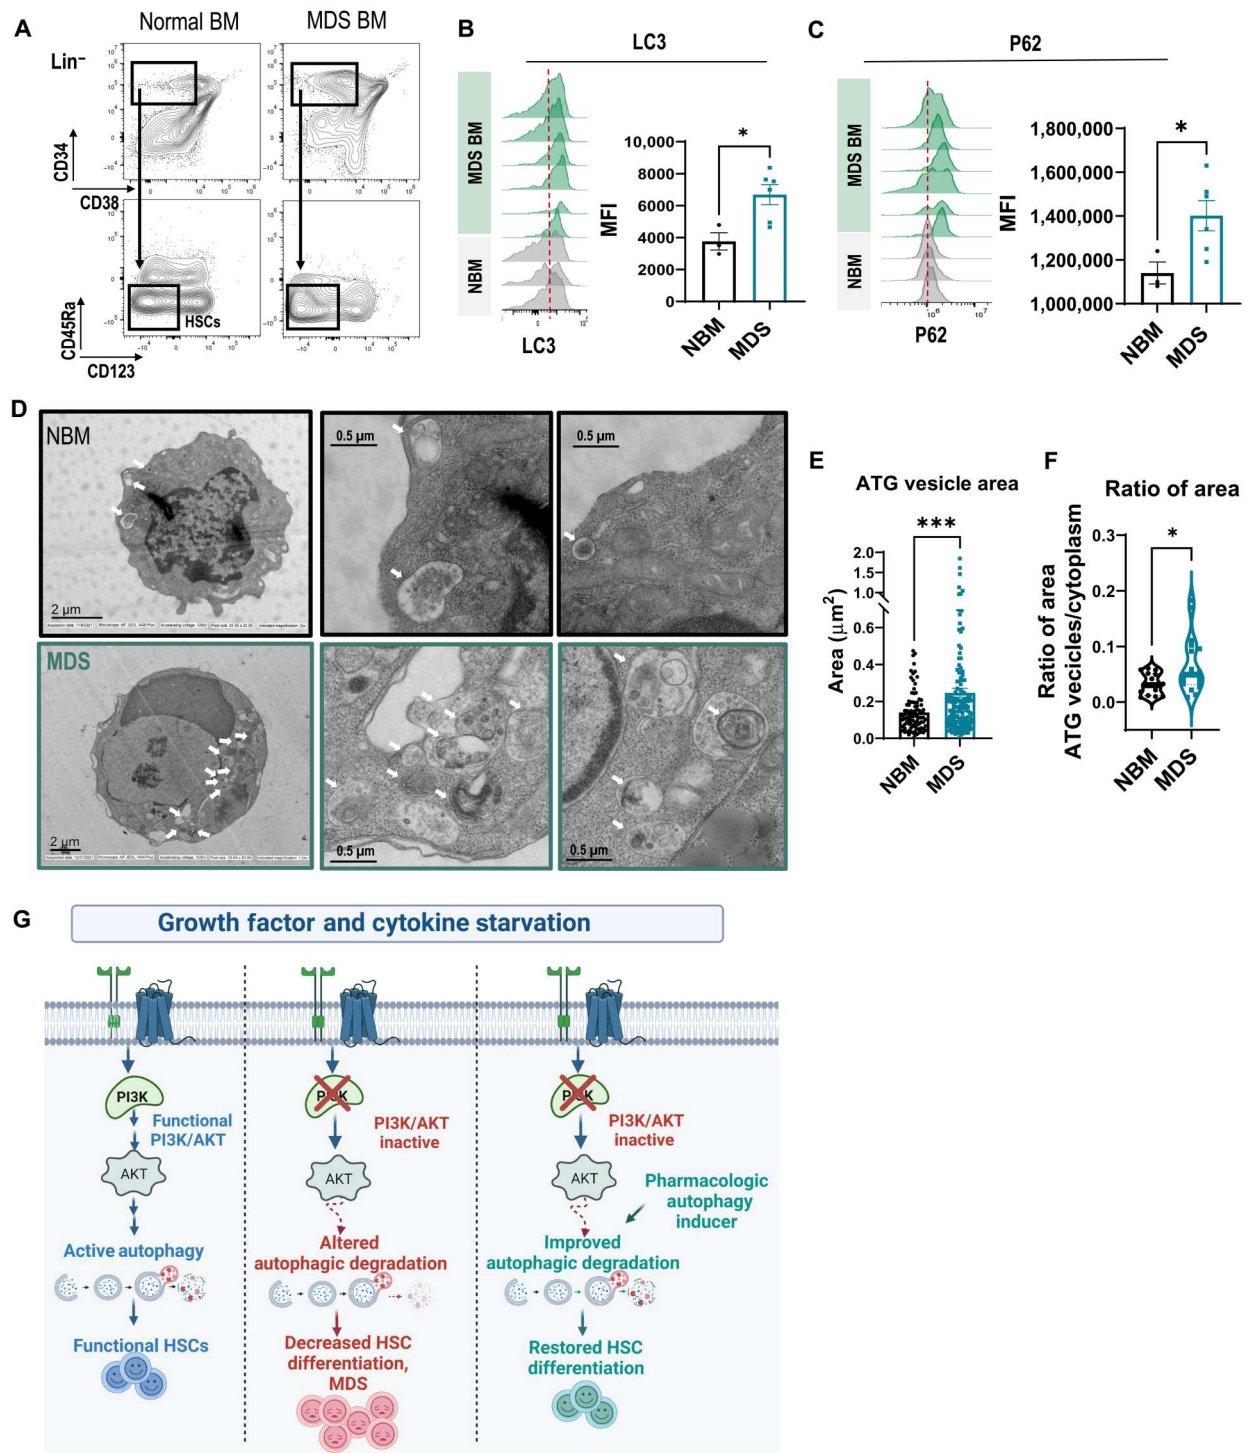 A
Normal BM
MDS BM
Lin⁻
CD34
CD38
CD45Ra
HSCs
CD123
B
LC3
MDS BM
NBM
LC3
MFI
10,000
8000
6000
4000
2000
0
*
NBM
MDS
C
P62
MDS BM
NBM
10⁶
10⁷
P62
MFI
1,800,000
1,600,000
1,400,000
1,200,000
1,000,000
*
NBM
MDS
D
NBM
2 µm
0.5 µm
0.5 µm
MDS
2 µm
0.5 µm
0.5 µm
E
ATG vesicle area
***
Area (µm²)
2.0
1.5
1.0
0.6
0.4
0.2
0.0
NBM
MDS
F
Ratio of area
*
Ratio of area
ATG vecicles/cytoplasm
0.3
0.2
0.1
0.0
NBM
MDS
G
Growth factor and cytokine starvation
PI3K
Functional
PI3K/AKT
AKT
Active autophagy
Functional HSCs
PI3K/AKT
inactive
AKT
Altered
autophagic degradation
Decreased HSC
differentiation,
MDS
PI3K/AKT
inactive
AKT
Pharmacologic
autophagy
inducer
Improved
autophagic degradation
Restored HSC
differentiation